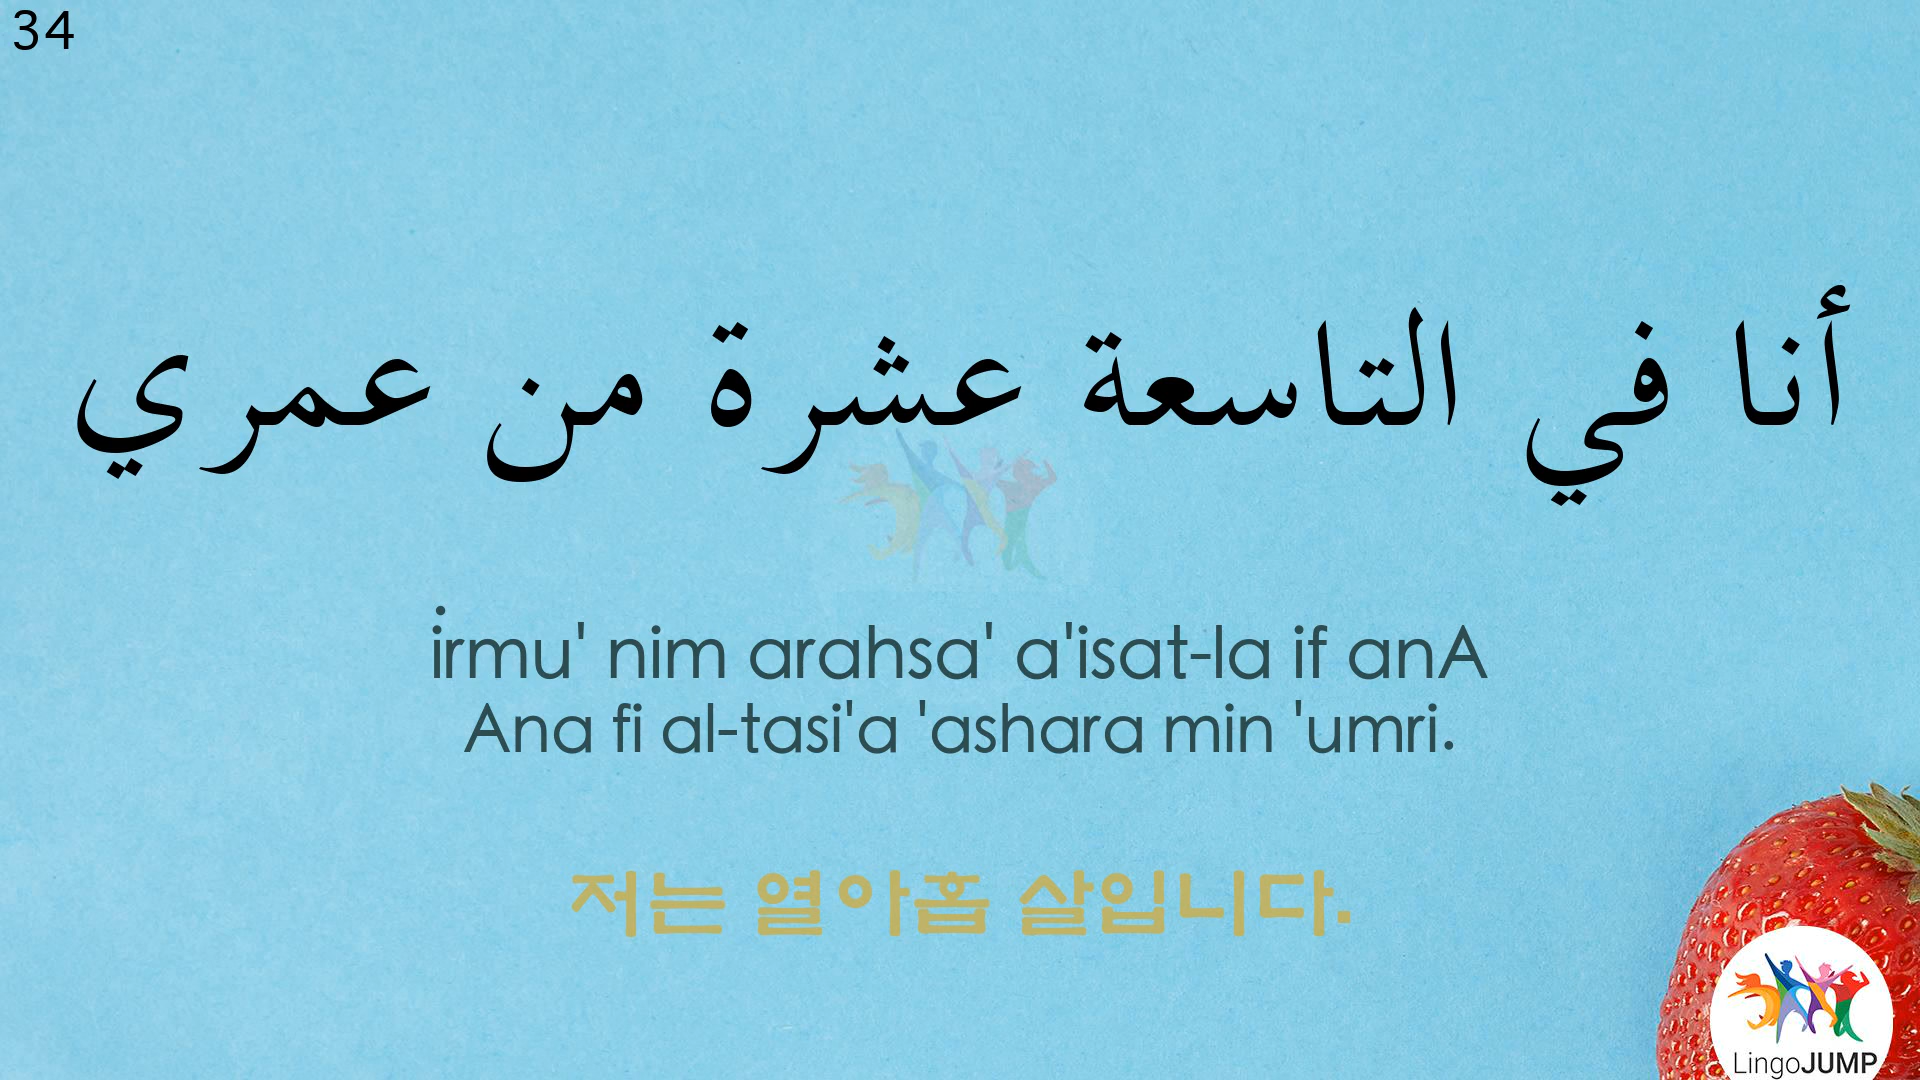 34
أنا في التاسعة عشرة من عمري
irmu' nim arahsa' a'isat-la if anA
Ana fi al-tasi'a 'ashara min 'umri.
저는 열아홉 살입니다.
LingoJUMP